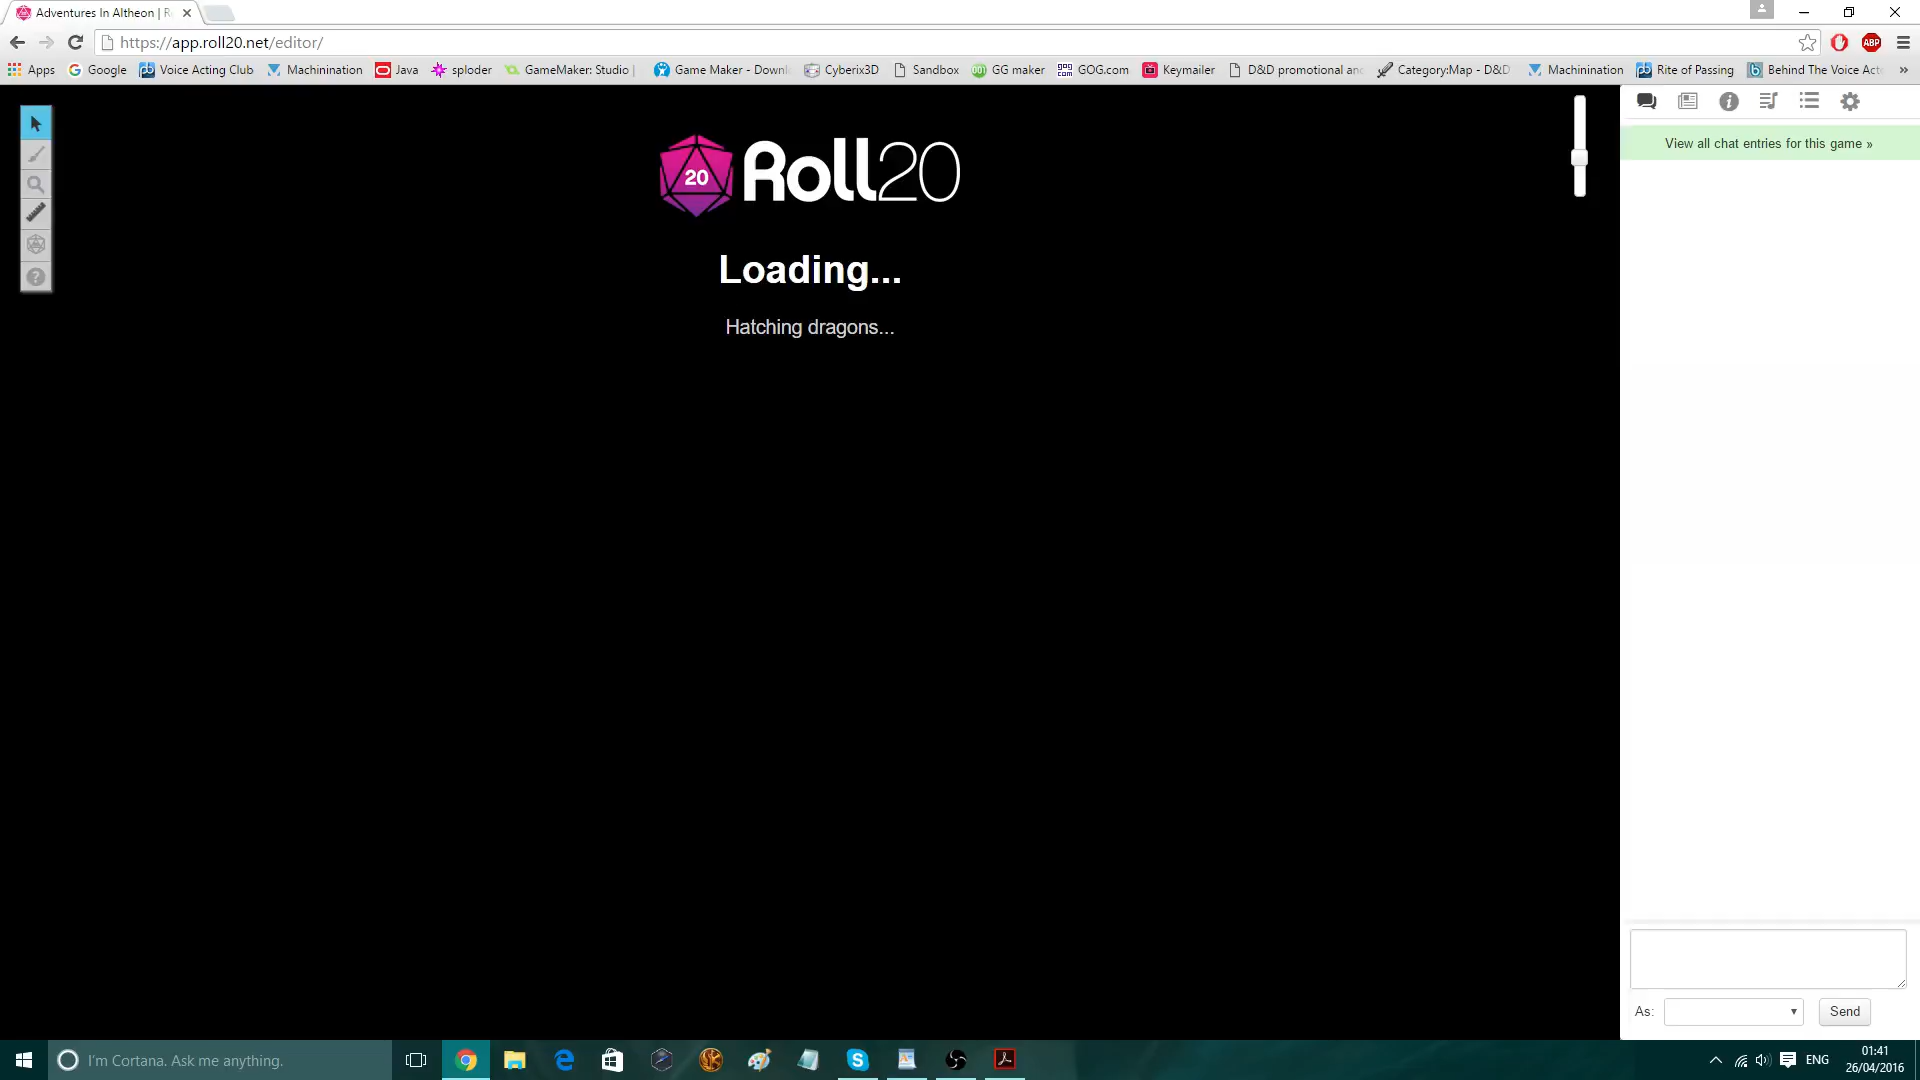 Adventures In Altheon | R
https://app.roll20.net/editor/
ABP
Apps
Google
Voice Acting Club
Machinination
Java
sploder
GameMaker: Studio |
Game Maker - Downl
Cyberix3D
Sandbox
GG maker
GOG.com
Keymailer
D&D promotional an
Category:Map - D&D
Machinination
Rite of Passing
Behind The Voice Act
»
View all chat entries for this game »
20
Roll20
Loading...
Hatching dragons...
As:
Send
I'm Cortana. Ask me anything.
ENG
01:41
26/04/2016